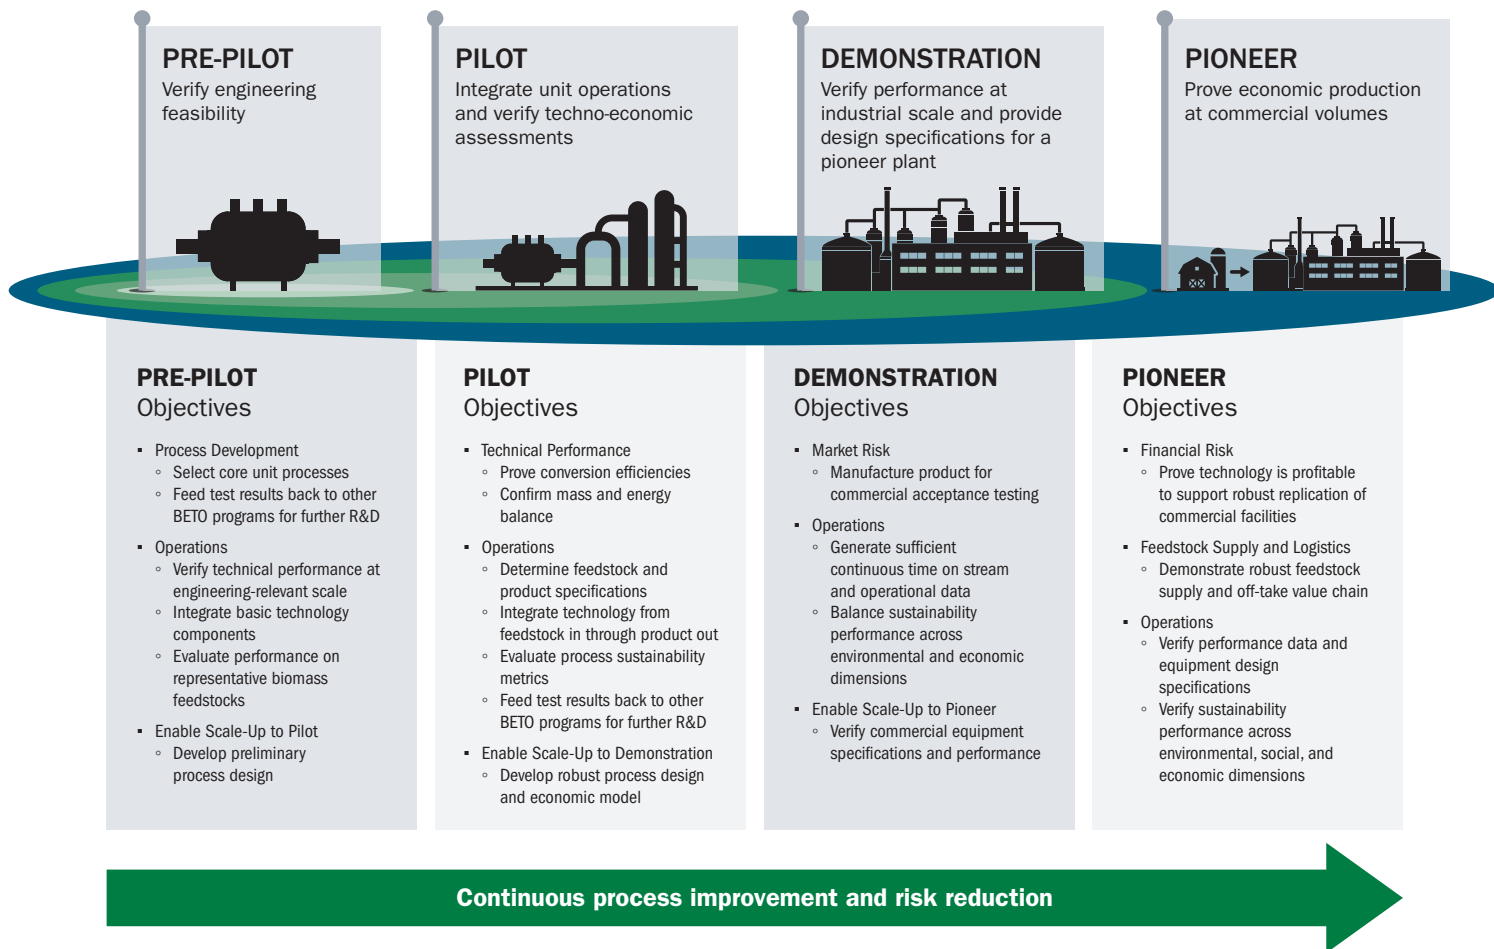 PRE-PILOT
Verify engineering
feasibility
PILOT
Integrate unit operations
and verify techno-economic
assessments
DEMONSTRATION
Verify performance at
industrial scale and provide
design specifications for a
pioneer plant
PIONEER
Prove economic production
at commercial volumes
PRE-PILOT
Objectives
▪ Process Development
◦ Select core unit processes
◦ Feed test results back to other
BETO programs for further R&D
▪ Operations
◦ Verify technical performance at
engineering-relevant scale
◦ Integrate basic technology
components
◦ Evaluate performance on
representative biomass
feedstocks
▪ Enable Scale-Up to Pilot
◦ Develop preliminary
process design
PILOT
Objectives
▪ Technical Performance
◦ Prove conversion efficiencies
◦ Confirm mass and energy
balance
▪ Operations
◦ Determine feedstock and
product specifications
◦ Integrate technology from
feedstock in through product out
◦ Evaluate process sustainability
metrics
◦ Feed test results back to other
BETO programs for further R&D
▪ Enable Scale-Up to Demonstration
◦ Develop robust process design
and economic model
DEMONSTRATION
Objectives
▪ Market Risk
◦ Manufacture product for
commercial acceptance testing
▪ Operations
◦ Generate sufficient
continuous time on stream
and operational data
◦ Balance sustainability
performance across
environmental and economic
dimensions
▪ Enable Scale-Up to Pioneer
◦ Verify commercial equipment
specifications and performance
PIONEER
Objectives
▪ Financial Risk
◦ Prove technology is profitable
to support robust replication of
commercial facilities
▪ Feedstock Supply and Logistics
◦ Demonstrate robust feedstock
supply and off-take value chain
▪ Operations
◦ Verify performance data and
equipment design
specifications
◦ Verify sustainability
performance across
environmental, social, and
economic dimensions
Continuous process improvement and risk reduction